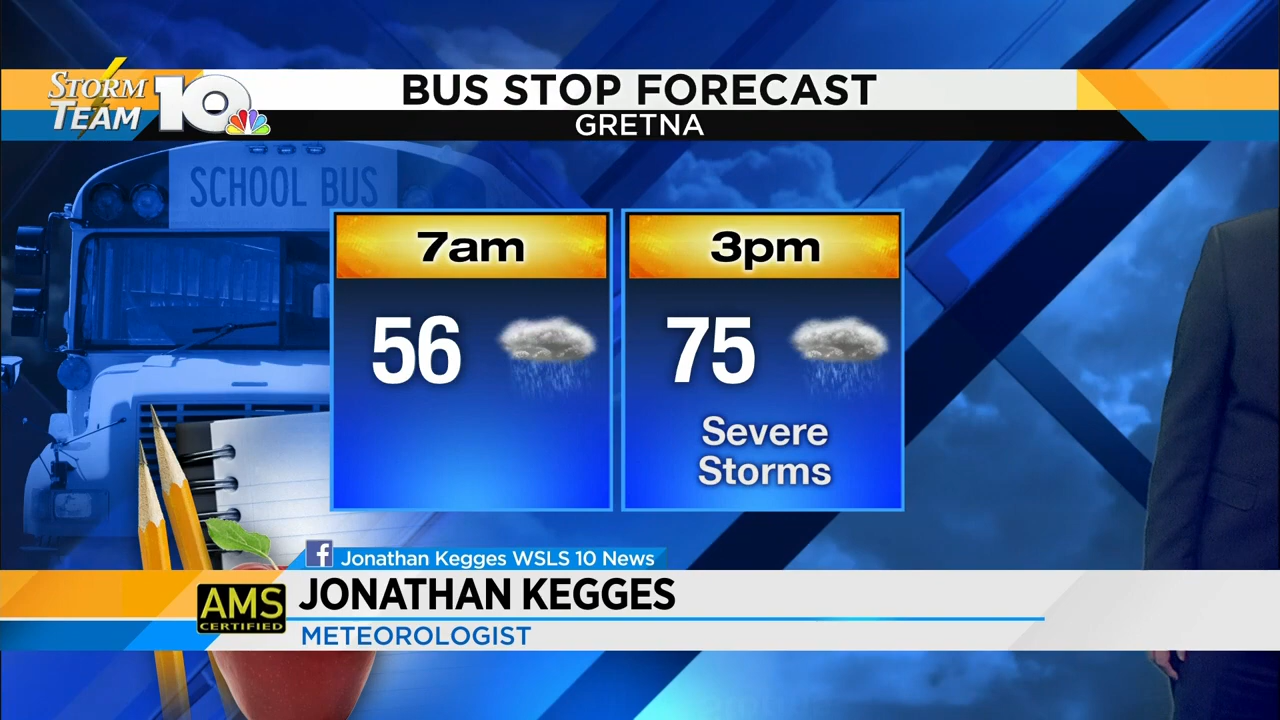 STORM
TEAM
10
BUS STOP FORECAST
GRETNA
SCHOOL BUS
7am
56
3pm
75
Severe
Storms
f
Jonathan Kegges WSLS 10 News
AMS
CERTIFIED
JONATHAN KEGGES
METEOROLOGIST